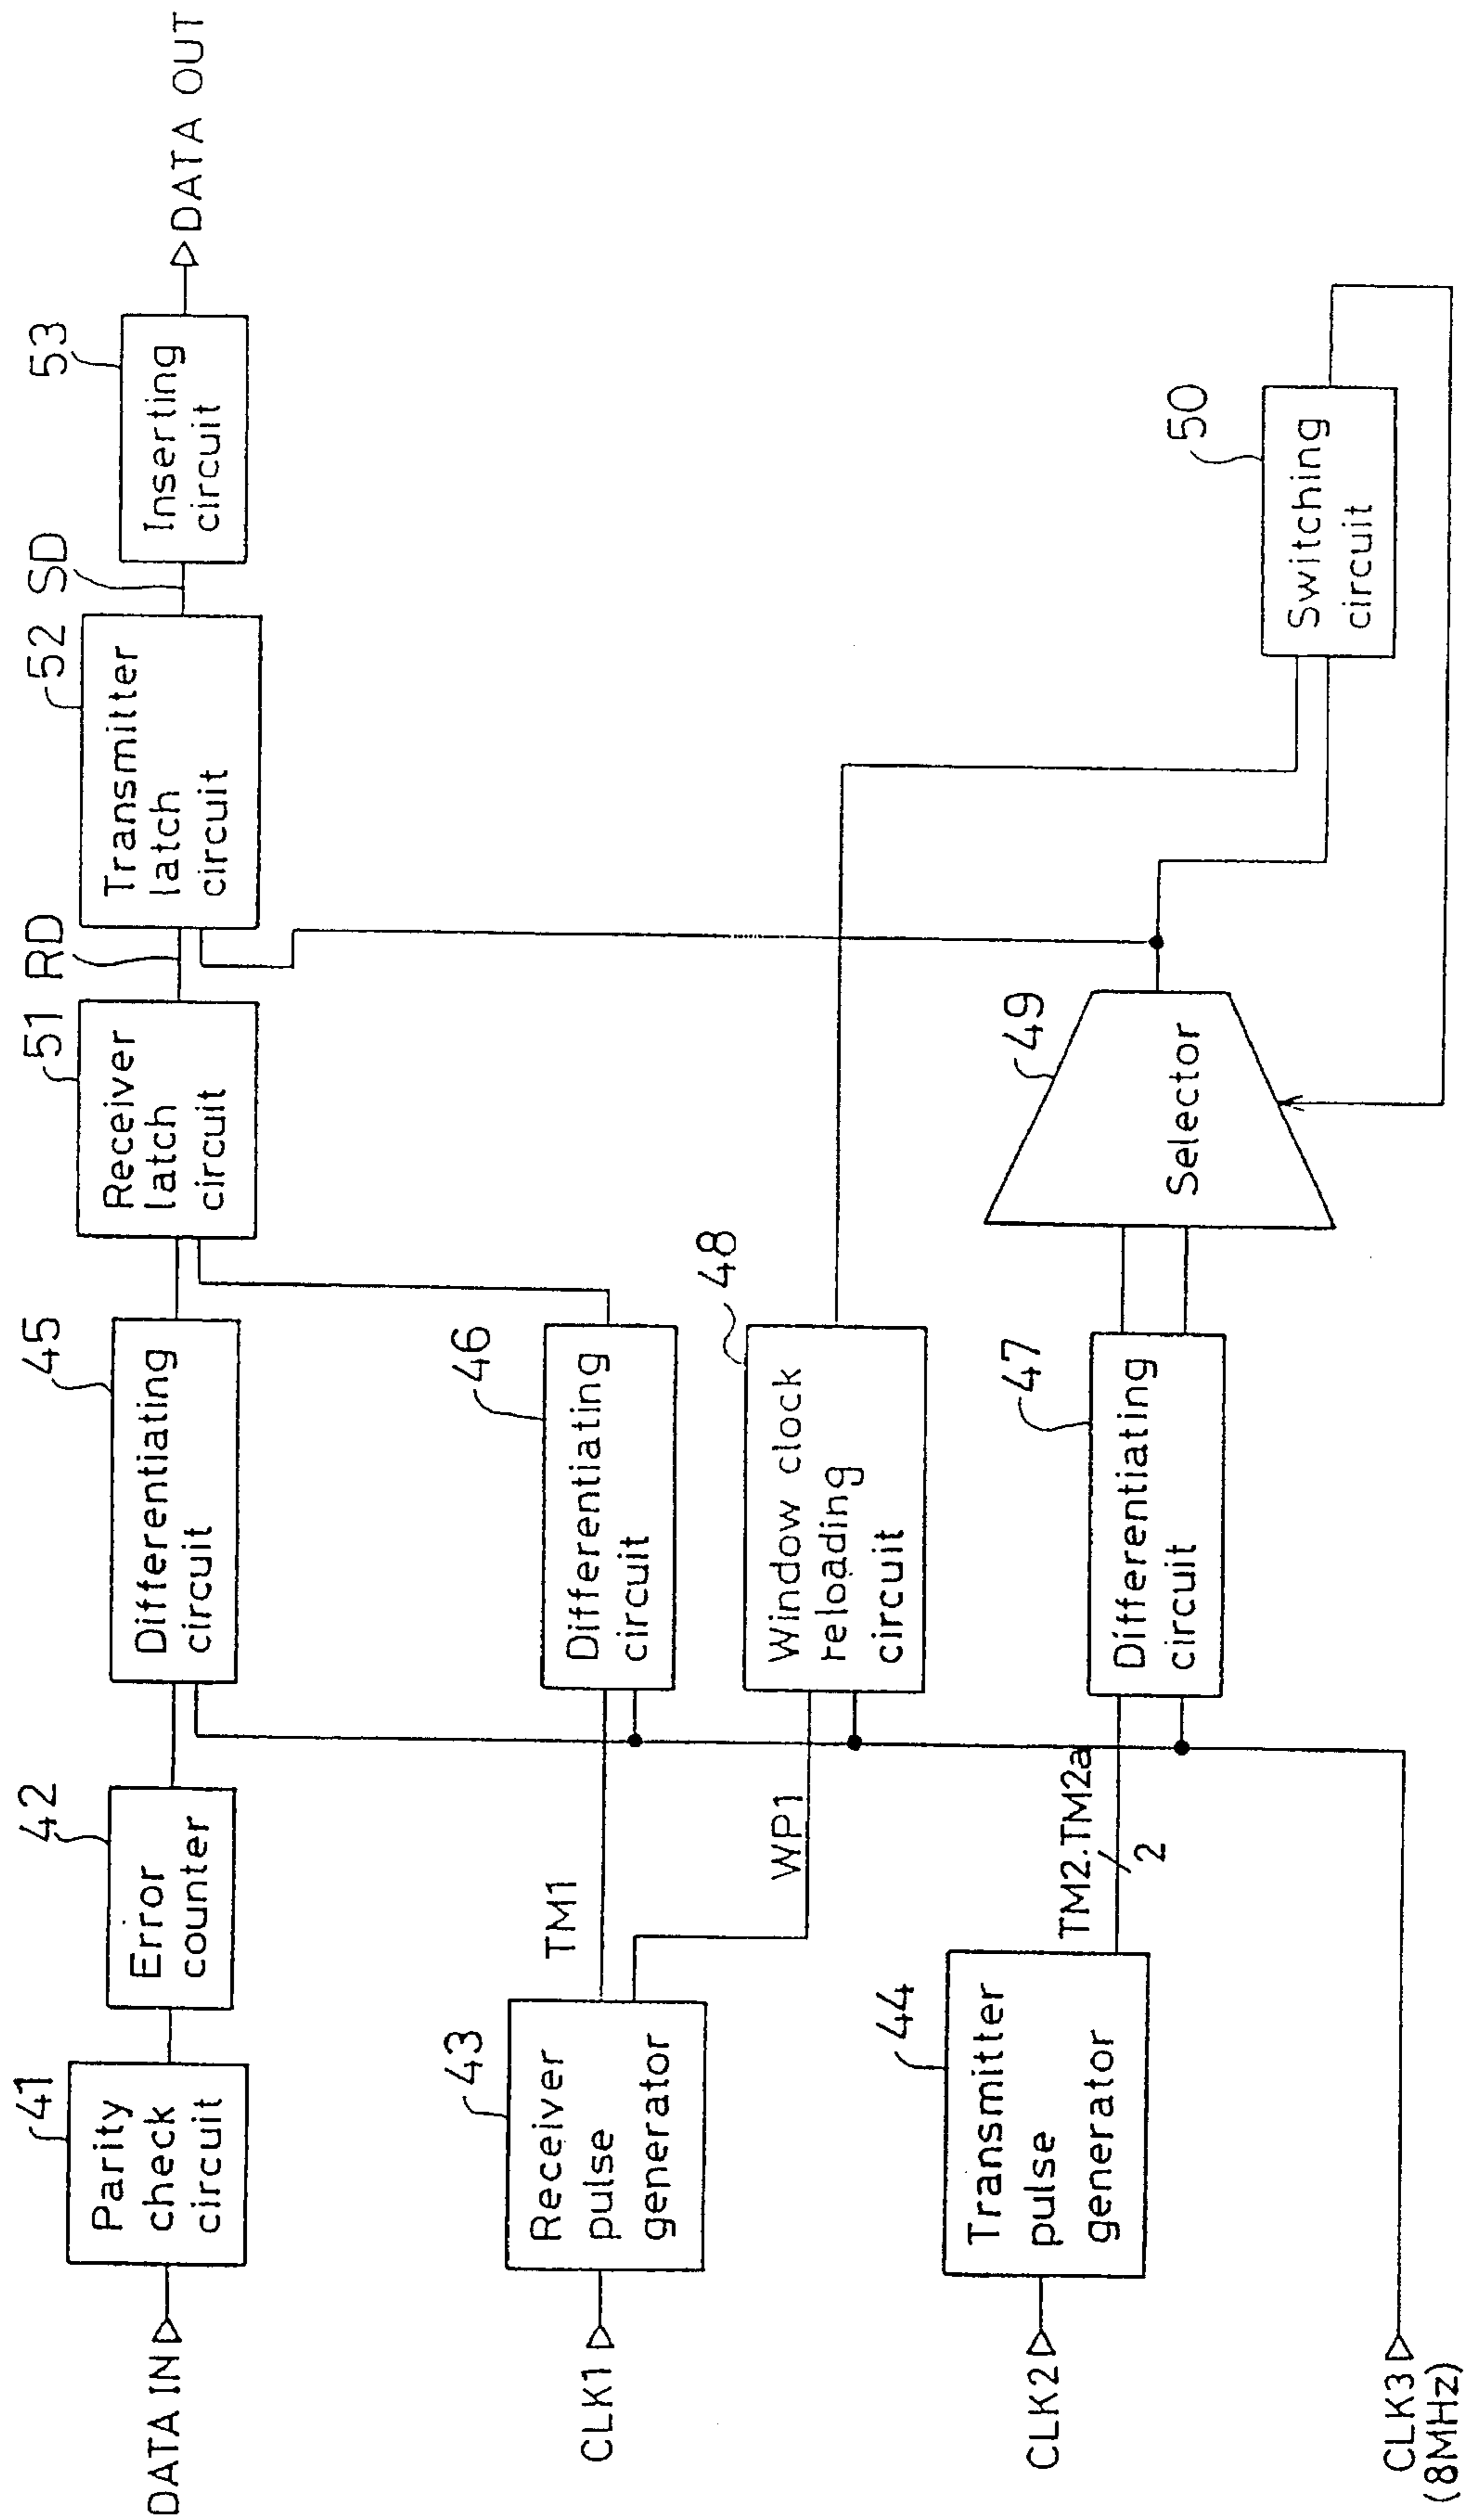 DATA IN
41
Parity
check
circuit
42
Error
counter
45
Differentiating
circuit
51
Receiver
latch
circuit
RD
52
Transmitter
latch
circuit
SD
53
Inserting
circuit
DATA OUT
CLK1
43
Receiver
pulse
generator
TM1
WP1
46
Differentiating
circuit
48
Window clock
reloading
circuit
CLK2
44
Transmitter
pulse
generator
TM2.TM2a
2
47
Differentiating
circuit
49
Selector
50
Switching
circuit
CLK3
(8MHz)